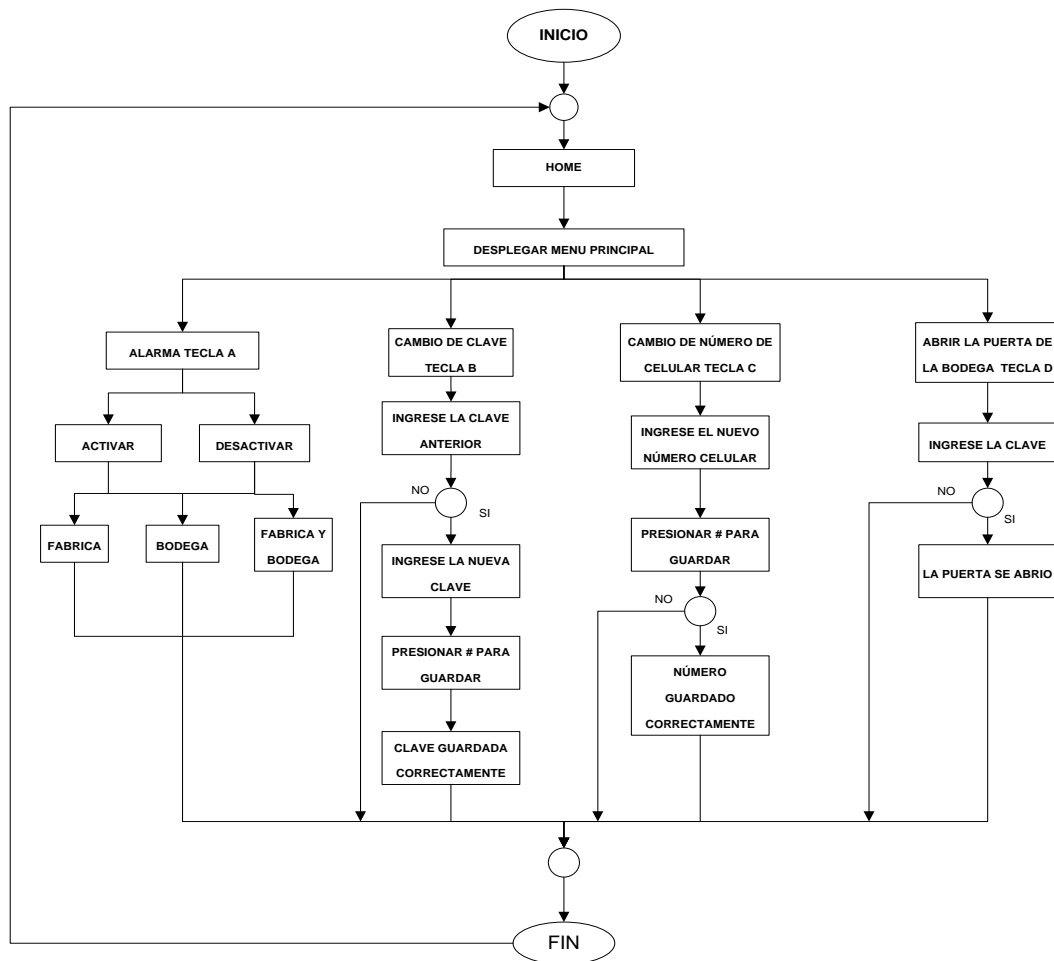 INICIO
HOME
DESPLEGAR MENU PRINCIPAL
ALARMA TECLA A
ACTIVAR
DESACTIVAR
FABRICA
BODEGA
FABRICA Y
BODEGA
CAMBIO DE CLAVE
TECLA B
INGRESE LA CLAVE
ANTERIOR
NO
SI
INGRESE LA NUEVA
CLAVE
PRESIONAR # PARA
GUARDAR
CLAVE GUARDADA
CORRECTAMENTE
CAMBIO DE NÚMERO DE
CELULAR TECLA C
INGRESE EL NUEVO
NÚMERO CELULAR
PRESIONAR # PARA
GUARDAR
NO
SI
NÚMERO
GUARDADO
CORRECTAMENTE
ABRIR LA PUERTA DE
LA BODEGA TECLA D
INGRESE LA CLAVE
NO
SI
LA PUERTA SE ABRIO
FIN